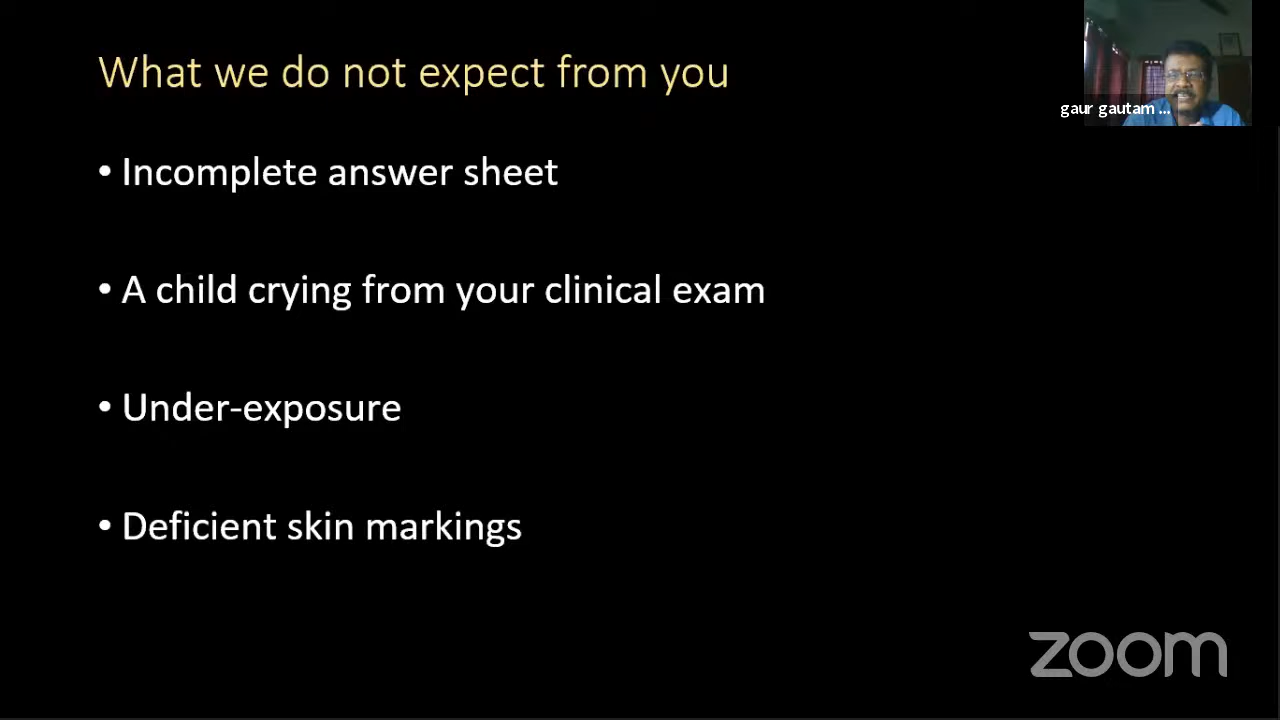 What we do not expect from you
gaur gautam ...
• Incomplete answer sheet
• A child crying from your clinical exam
• Under-exposure
• Deficient skin markings
zoom